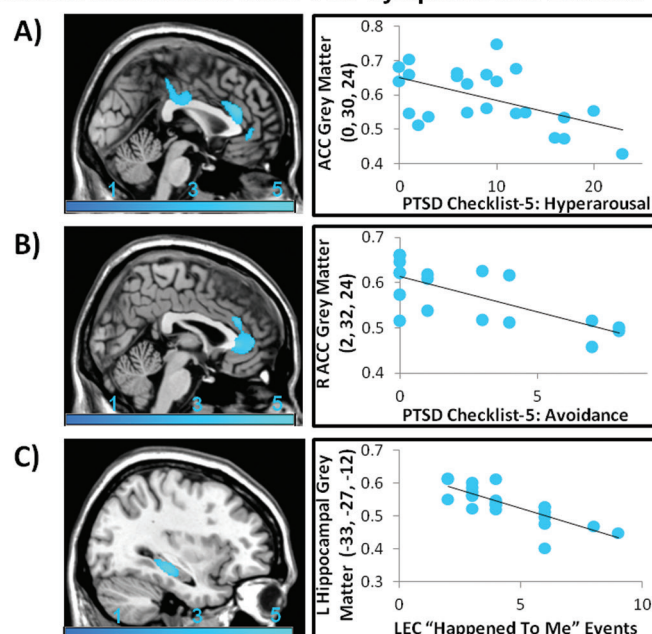 A)
1 3 5
ACC Grey Matter
(0, 30, 24)
0.8
0.7
0.6
0.5
0.4
0 10 20
PTSD Checklist-5: Hyperarousal
B)
1 3 5
R ACC Grey Matter
(2, 32, 24)
0.7
0.6
0.5
0.4
0 5
PTSD Checklist-5: Avoidance
C)
1 3 5
L Hippocampal Grey
Matter (-33, -27, -12)
0.7
0.6
0.5
0.4
0.3
0 5 10
LEC "Happened To Me" Events